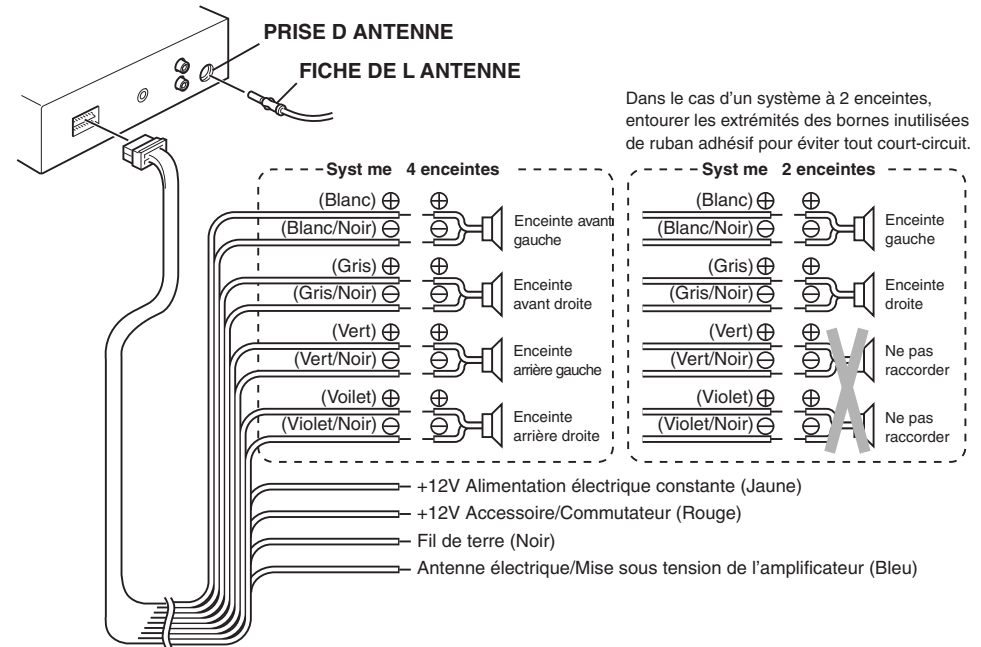 PRISE D ANTENNE
FICHE DE L ANTENNE
Dans le cas d'un système à 2 enceintes,
entourer les extrémités des bornes inutilisées
de ruban adhésif pour éviter tout court-circuit.
Syst me 4 enceintes
(Blanc) ⊕ ⊕
(Blanc/Noir) ⊖ ⊖
Enceinte avant
gauche
(Gris) ⊕ ⊕
(Gris/Noir) ⊖ ⊖
Enceinte
avant droite
(Vert) ⊕ ⊕
(Vert/Noir) ⊖ ⊖
Enceinte
arrière gauche
(Voilet) ⊕ ⊕
(Violet/Noir) ⊖ ⊖
Enceinte
arrière droite
Syst me 2 enceintes
(Blanc) ⊕ ⊕
(Blanc/Noir) ⊖ ⊖
Enceinte
gauche
(Gris) ⊕ ⊕
(Gris/Noir) ⊖ ⊖
Enceinte
droite
(Vert) ⊕ ⊕
(Vert/Noir) ⊖ ⊖
Ne pas
raccorder
(Violet) ⊕ ⊕
(Violet/Noir) ⊖ ⊖
Ne pas
raccorder
+12V Alimentation électrique constante (Jaune)
+12V Accessoire/Commutateur (Rouge)
Fil de terre (Noir)
Antenne électrique/Mise sous tension de l'amplificateur (Bleu)